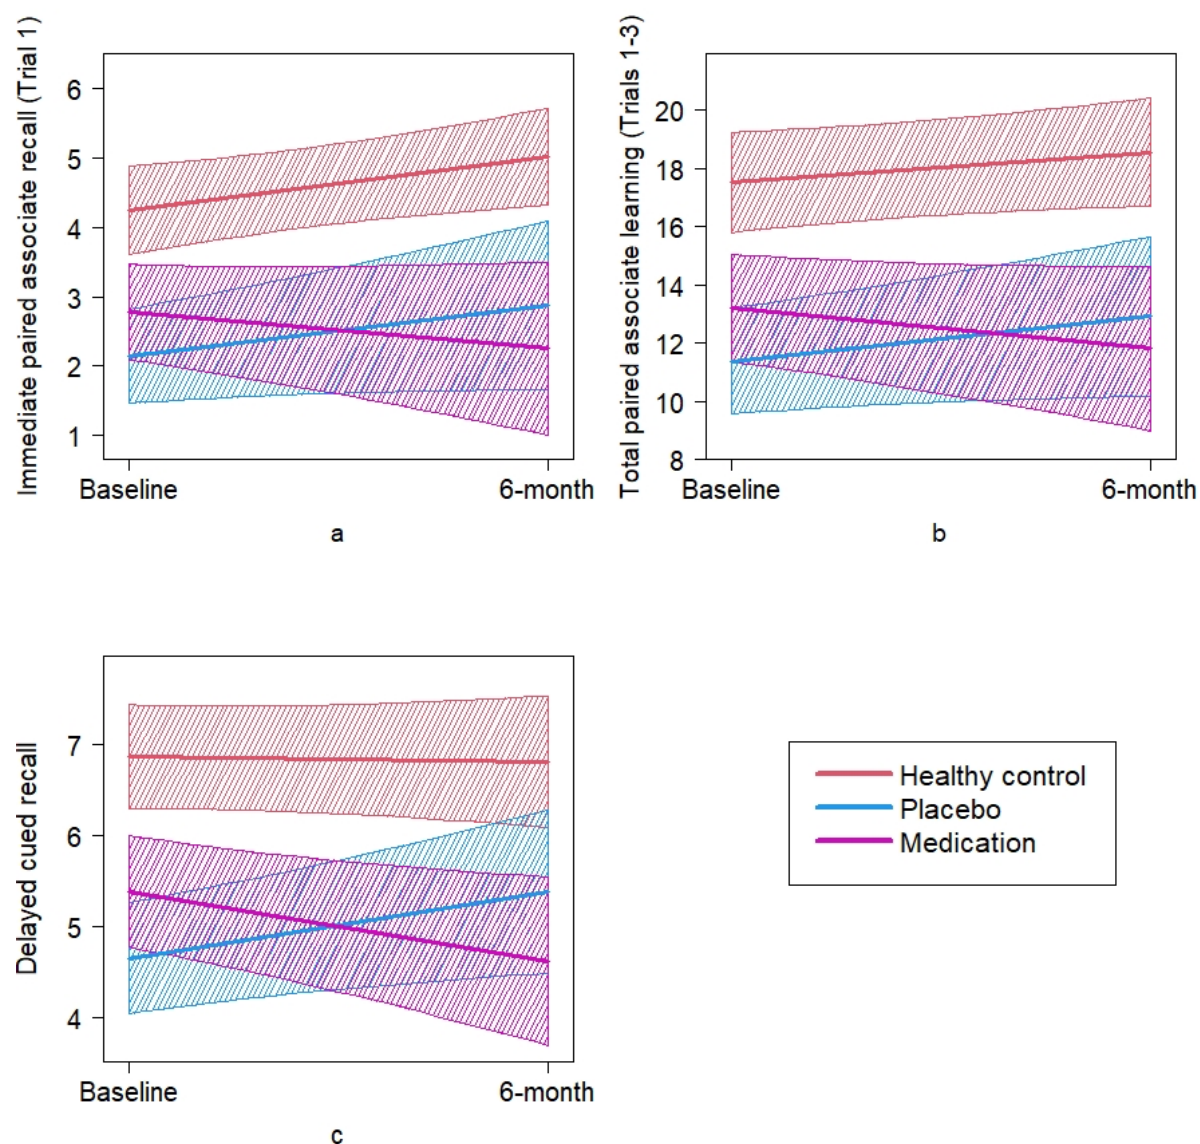 Immediate paired associate recall (Trial 1)
6
5
4
3
2
1
Baseline
6-month
a
Total paired associate learning (Trials 1-3)
20
18
16
14
12
10
8
Baseline
6-month
b
Delayed cued recall
7
6
5
4
Baseline
6-month
c
Healthy control
Placebo
Medication